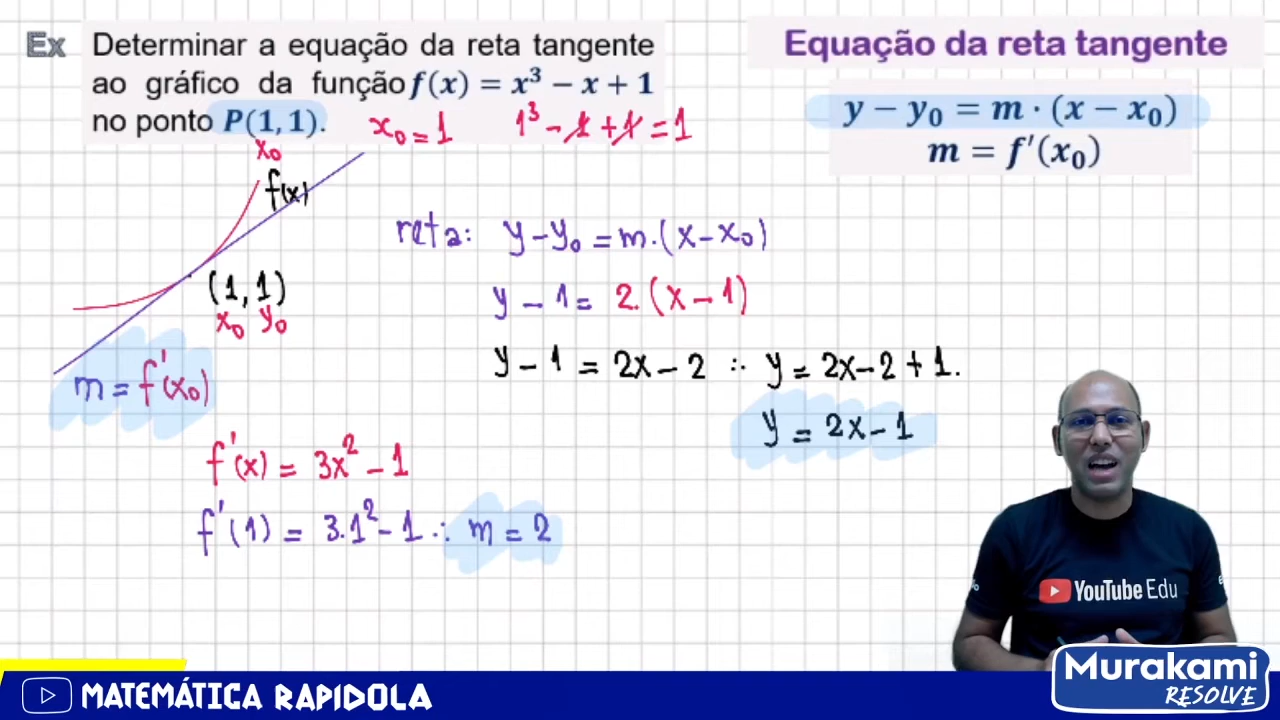 Ex Determinar a equação da reta tangente
ao gráfico da função f(x) = x³ − x + 1
no ponto P(1, 1).
x₀ = 1
1³ − 1 + 1 = 1
x₀
Equação da reta tangente
y − y₀ = m · (x − x₀)
m = f′(x₀)
f(x)
(1, 1)
x₀ y₀
m = f'(x₀)
f'(x) = 3x² − 1
f'(1) = 3.1² − 1 ∴ m = 2
reta: y − y₀ = m.(x − x₀)
y − 1 = 2.(x − 1)
y − 1 = 2x − 2 ∴ y = 2x − 2 + 1.
y = 2x − 1
YouTube Edu
MATEMÁTICA RAPIDOLA
Murakami
RESOLVE